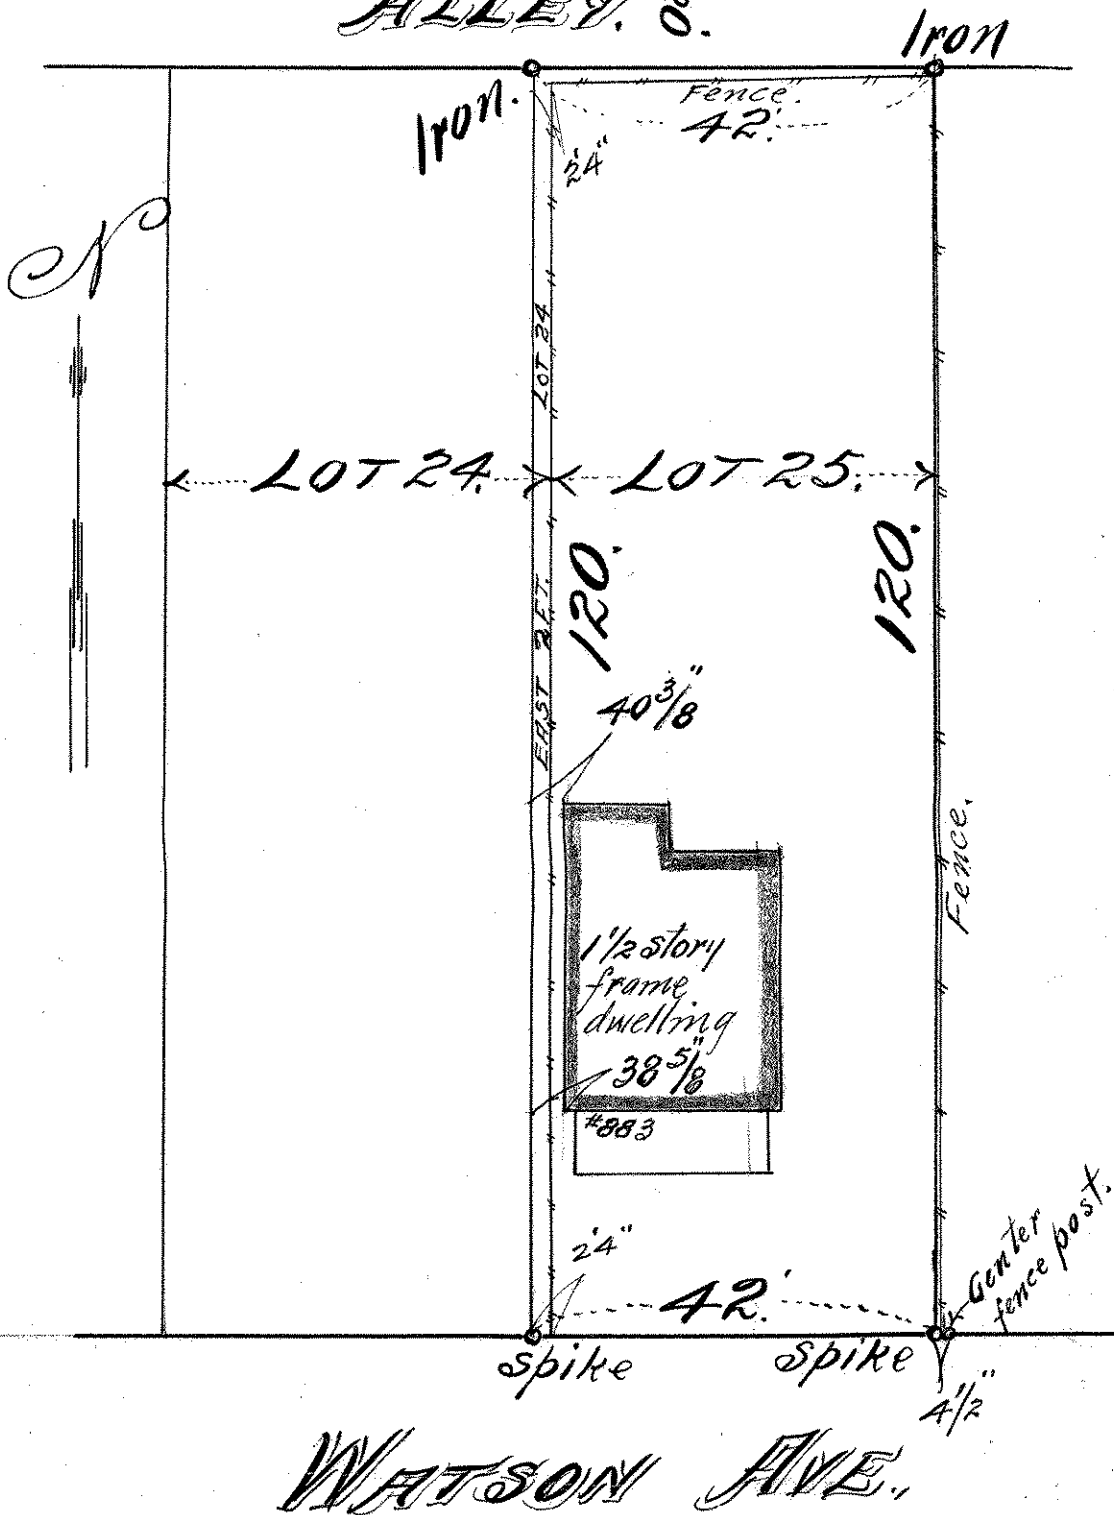 ALLEY.
Iron
Iron.
Fence.
42.'
2'4"
N
LOT 24
LOT 24.
LOT 25.
120.
120.
EAST 2 FT.
40 3/8"
Fence.
1 1/2 story
frame
dwelling
38 5/8"
#883
2'4"
42.'
Center
fence post.
Spike
Spike
4 1/2"
WATSON AVE.,